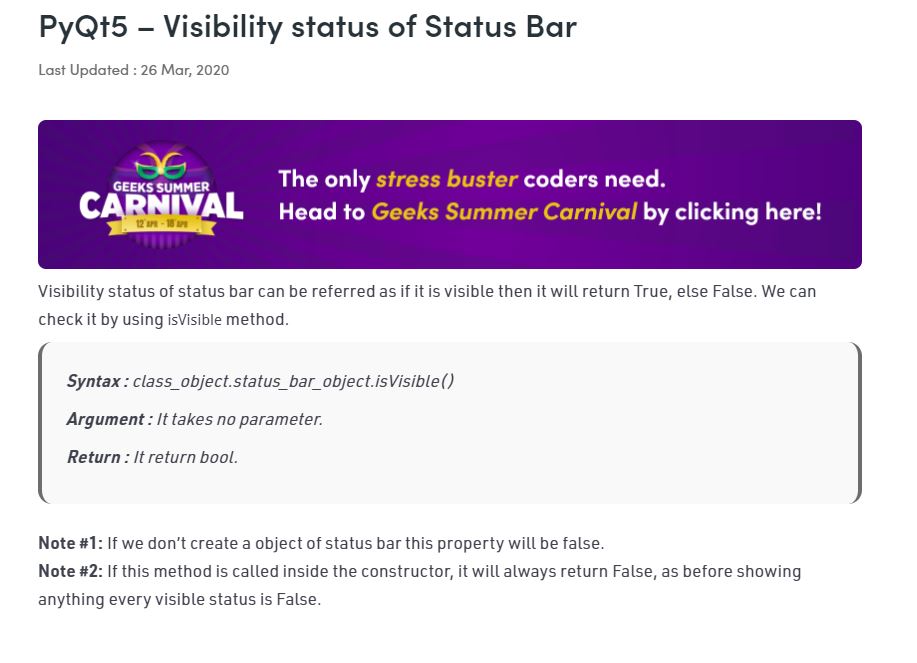 PyQt5 – Visibility status of Status Bar
Last Updated : 26 Mar, 2020
GEEKS SUMMER
CARNIVAL
12 APR - 18 APR
The only stress buster coders need.
Head to Geeks Summer Carnival by clicking here!
Visibility status of status bar can be referred as if it is visible then it will return True, else False. We can
check it by using isVisible method.
Syntax : class_object.status_bar_object.isVisible()
Argument : It takes no parameter.
Return : It return bool.
Note #1: If we don’t create a object of status bar this property will be false.
Note #2: If this method is called inside the constructor, it will always return False, as before showing
anything every visible status is False.